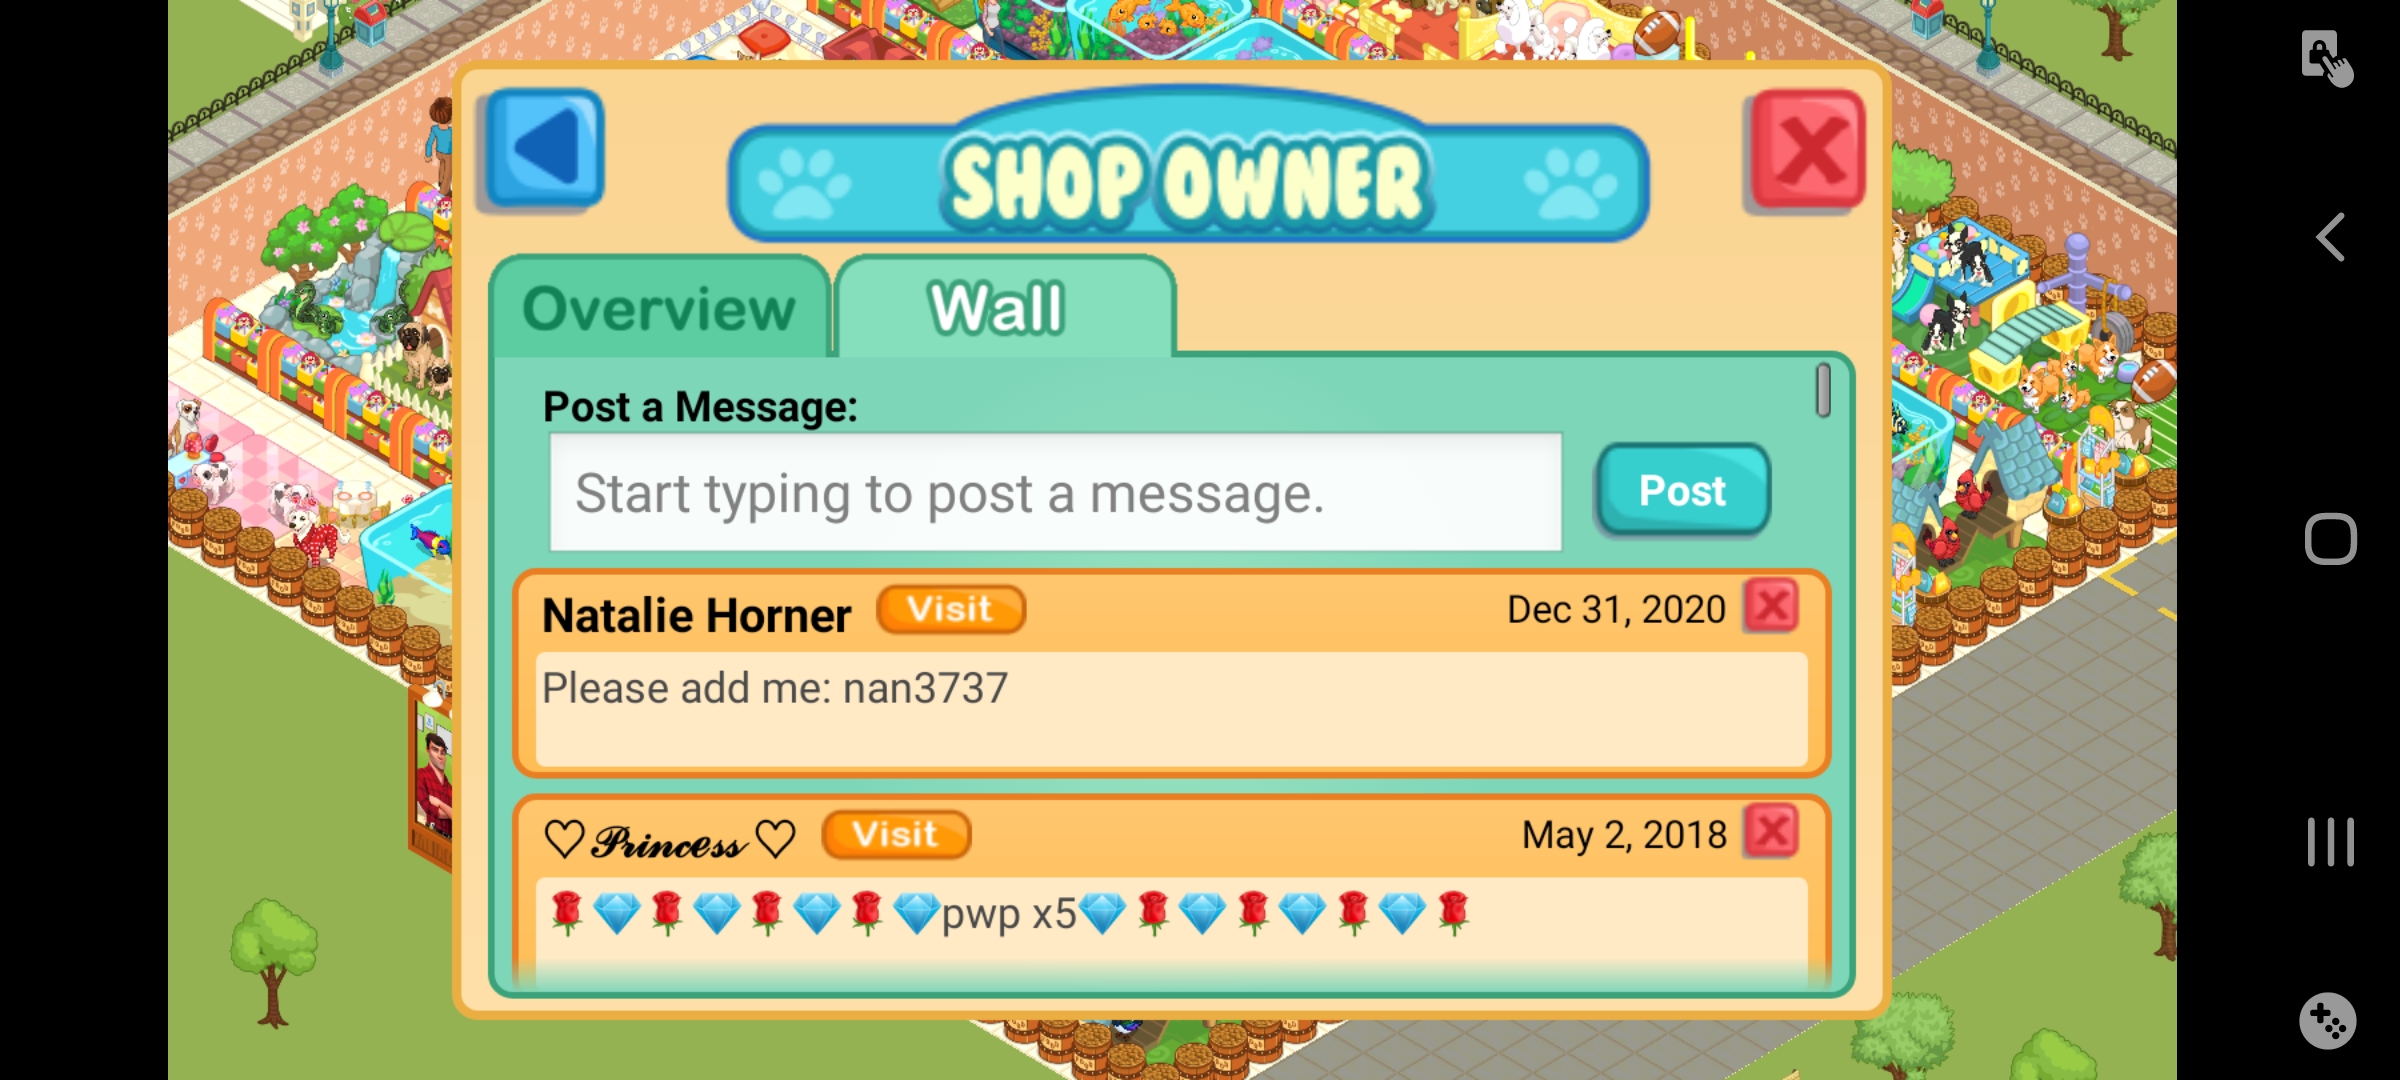 SHOP OWNER
Overview
Wall
Post a Message:
Start typing to post a message.
Post
Natalie Horner
Visit
Dec 31, 2020
Please add me: nan3737
♡𝓟𝓻𝓲𝓷𝓬𝓮𝓼𝓼♡
Visit
May 2, 2018
🌹💎🌹💎🌹💎🌹💎pwp x5💎🌹💎🌹💎🌹💎🌹